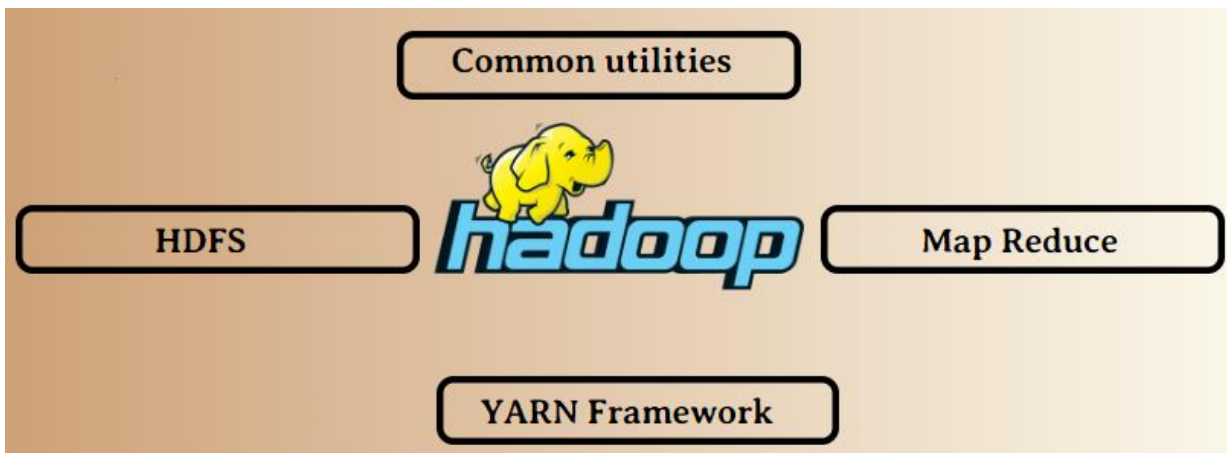 Common utilities
HDFS
hadoop
Map Reduce
YARN Framework